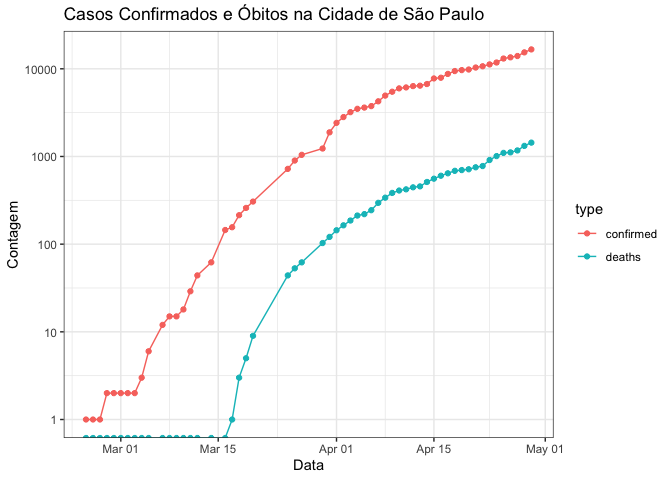 Casos Confirmados e Óbitos na Cidade de São Paulo
10000
1000
100
10
1
Contagem
Mar 01
Mar 15
Apr 01
Apr 15
May 01
Data
type
confirmed
deaths